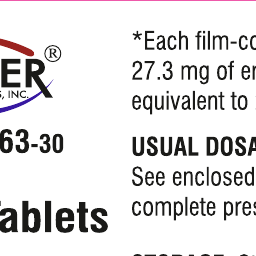 ER®
S, INC.
63-30
Tablets
*Each film-co
27.3 mg of er
equivalent to
USUAL DOSA
See enclosed
complete pres